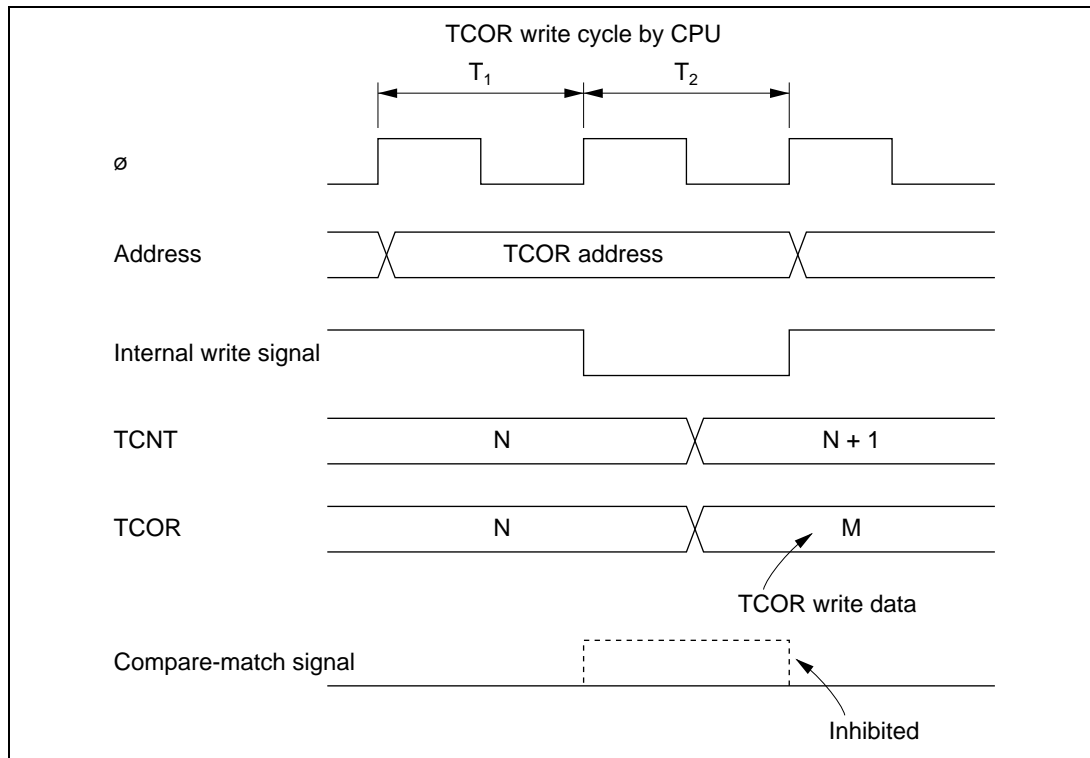 TCOR write cycle by CPU
T1 T2
ø
Address TCOR address
Internal write signal
TCNT N N + 1
TCOR N M
TCOR write data
Compare-match signal
Inhibited